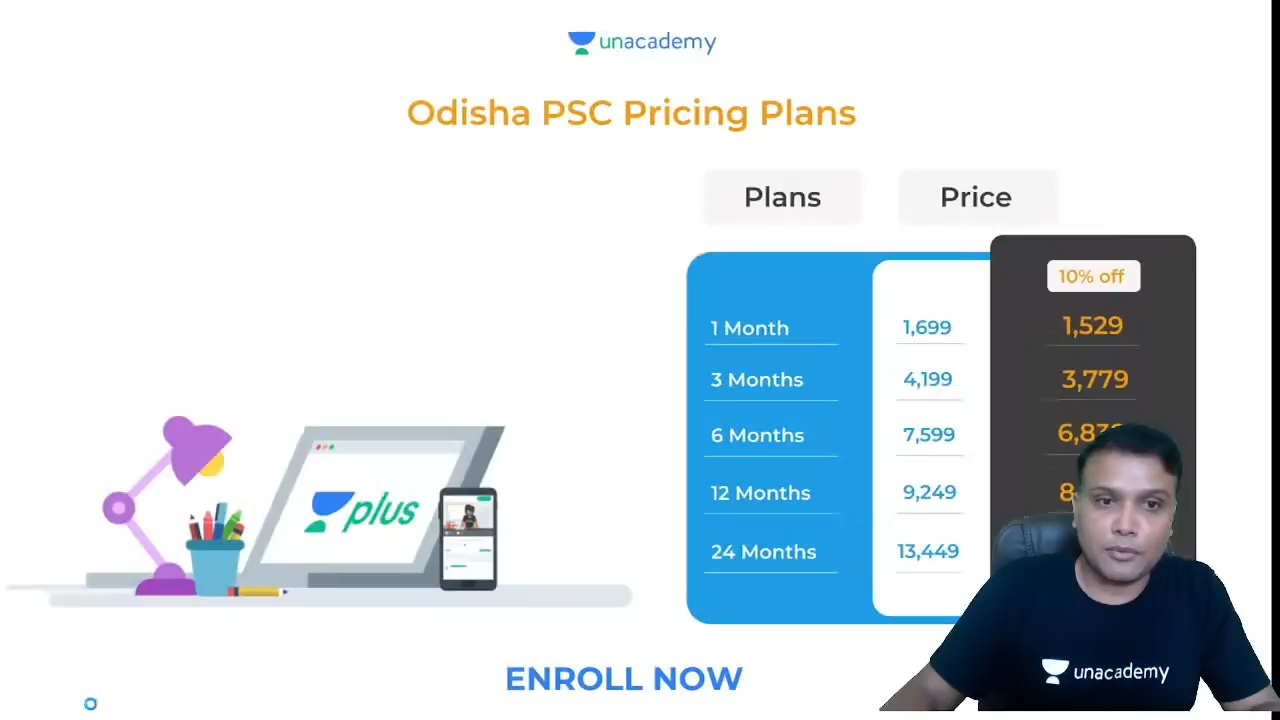 unacademy
Odisha PSC Pricing Plans
Plans Price
10% off
1 Month 1,699 1,529
3 Months 4,199 3,779
6 Months 7,599
12 Months 9,249
24 Months 13,449
plus
ENROLL NOW
unacademy